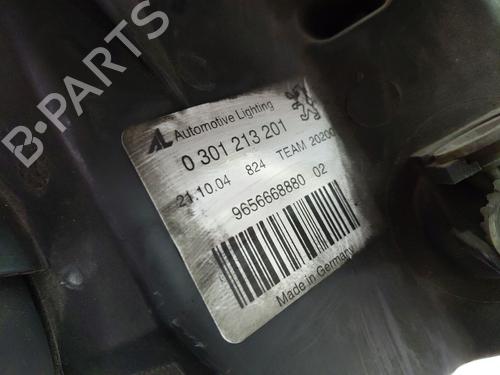 B-PARTS
AL Automotive Lighting
0 301 213 201
21.10.04 824 TEAM 20200
9656668880 02
Made in Germany